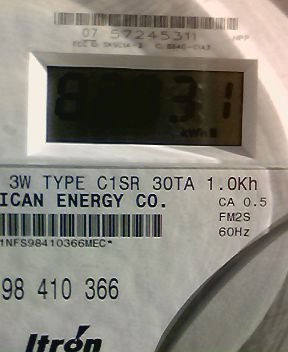 07 57245311
kWh
3W TYPE C1SR 30TA 1.0Kh
ICAN ENERGY CO.
CA 0.5
FM2S
60Hz
1NFS98410366MEC*
98 410 366
Itron